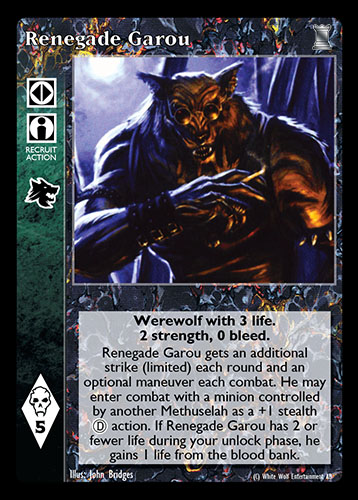 Renegade Garou
RECRUIT
ACTION
Werewolf with 3 life.
2 strength, 0 bleed.
Renegade Garou gets an additional
strike (limited) each round and an
optional maneuver each combat. He may
enter combat with a minion controlled
by another Methuselah as a +1 stealth
Ⓓ action. If Renegade Garou has 2 or
fewer life during your unlock phase, he
gains 1 life from the blood bank.
5
Illus: John Bridges
(C) White Wolf Entertainment AB